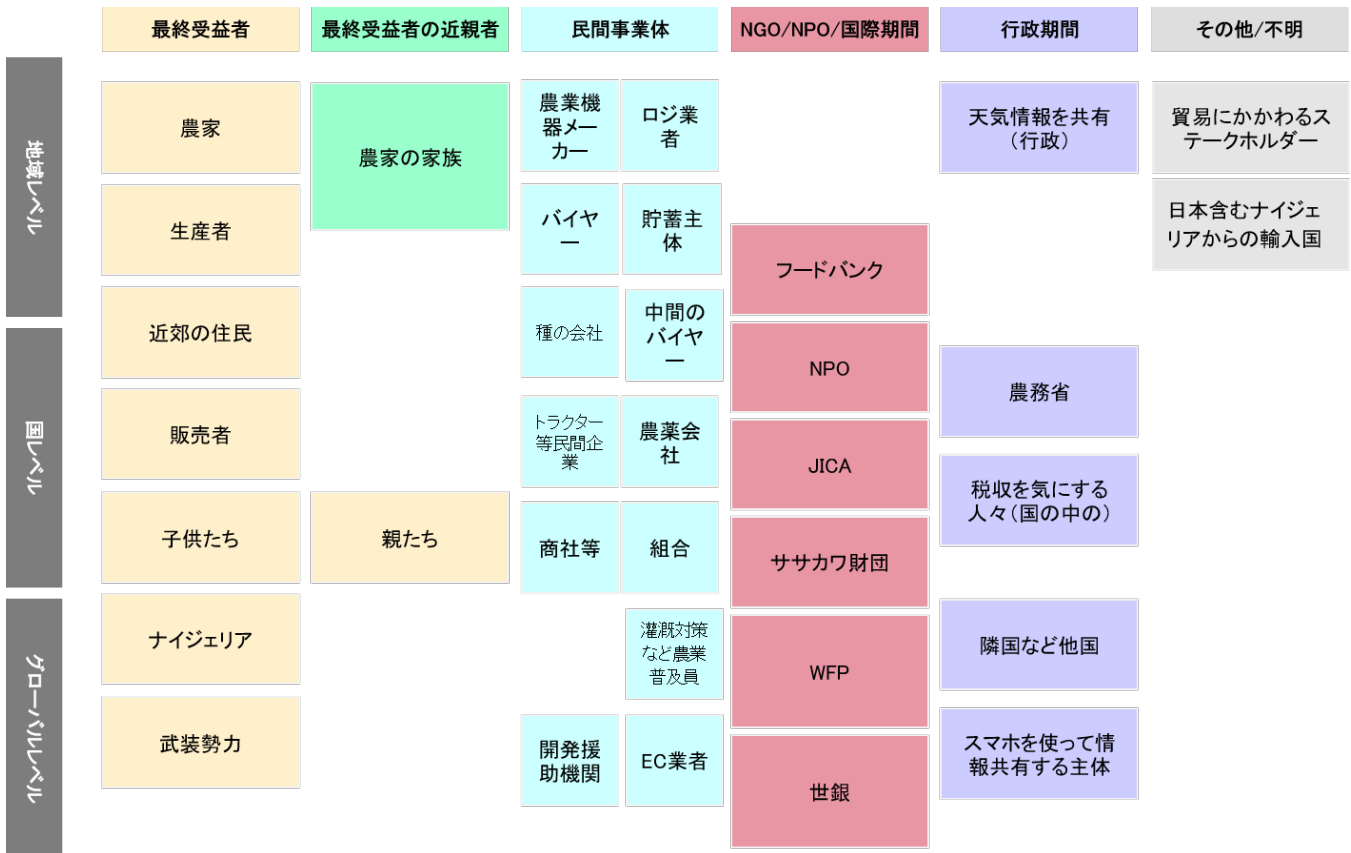 最終受益者
最終受益者の近親者
民間事業体
NGO/NPO/国際期間
行政期間
その他/不明
地域レベル
国レベル
グローバルレベル
農家
生産者
近郊の住民
販売者
子供たち
ナイジェリア
武装勢力
農家の家族
親たち
農業機
器メー
カー
ロジ業
者
バイヤ
ー
貯蓄主
体
種の会社
中間の
バイヤ
ー
トラクター
等民間企
業
農薬会
社
商社等
組合
灌漑対策
など農業
普及員
開発援
助機関
EC業者
フードバンク
NPO
JICA
ササカワ財団
WFP
世銀
天気情報を共有
（行政）
農務省
税収を気にする
人々（国の中の）
隣国など他国
スマホを使って情
報共有する主体
貿易にかかわるス
テークホルダー
日本含むナイジェ
リアからの輸入国